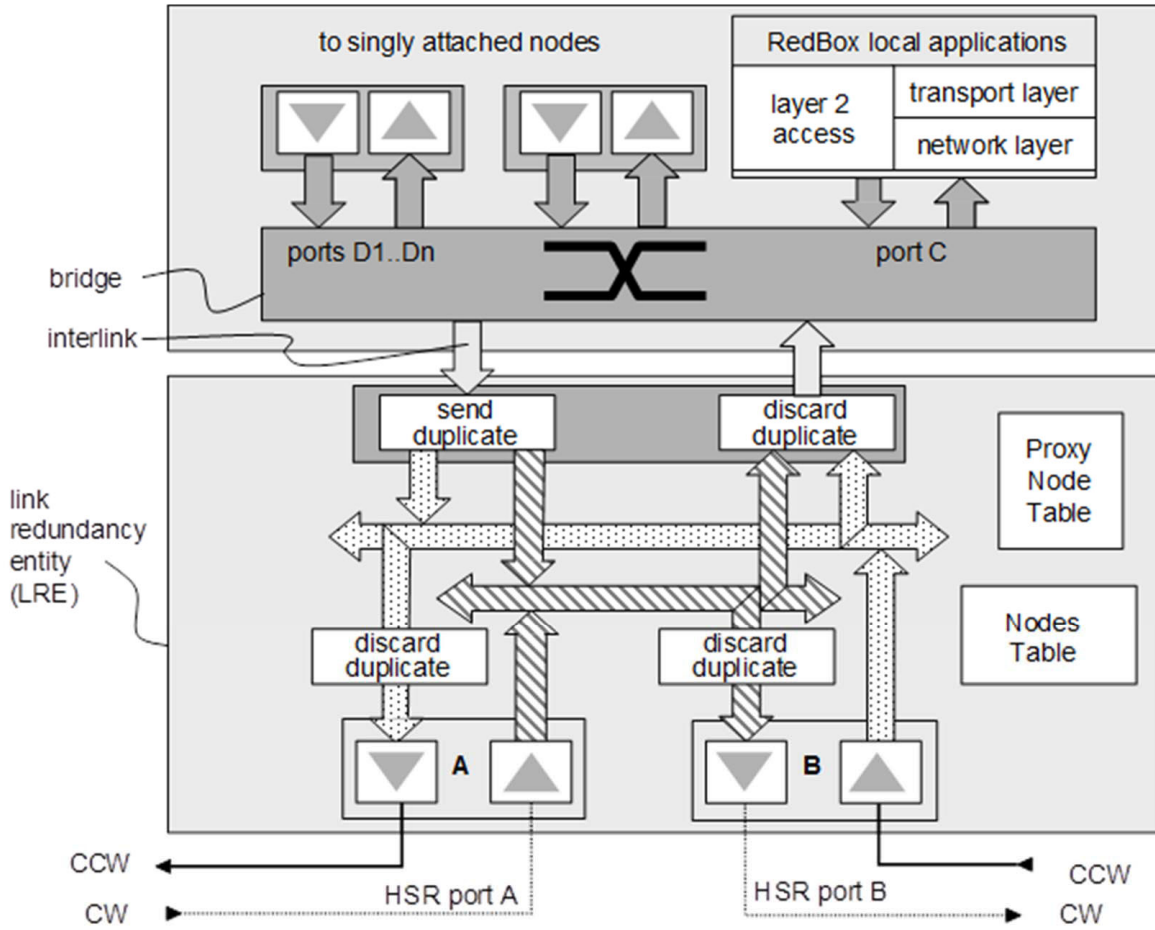 to singly attached nodes
RedBox local applications
layer 2
access
transport layer
network layer
ports D1..Dn
port C
bridge
interlink
send
duplicate
discard
duplicate
Proxy
Node
Table
link
redundancy
entity
(LRE)
Nodes
Table
discard
duplicate
discard
duplicate
A
B
CCW
HSR port A
CW
HSR port B
CCW
CW